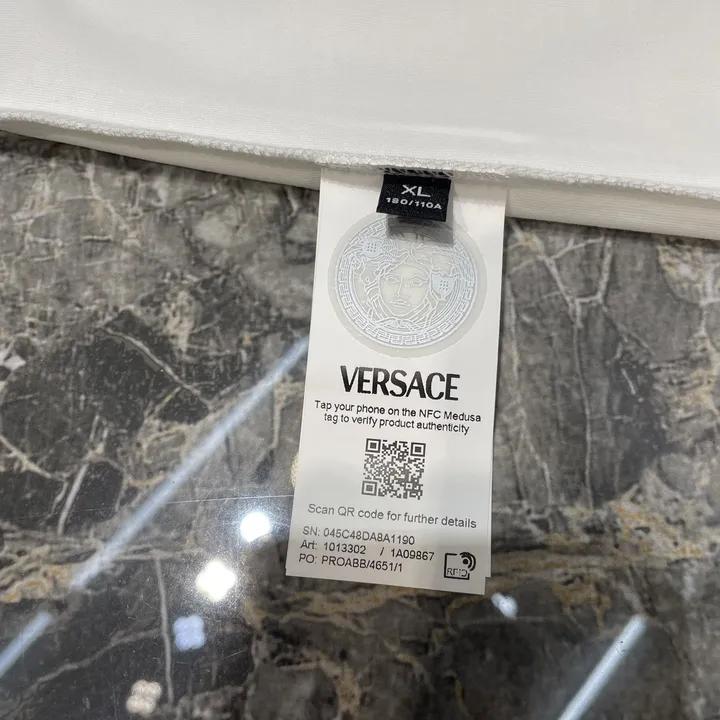 XL
180/110A
VERSACE
Tap your phone on the NFC Medusa
tag to verify product authenticity
Scan QR code for further details
SN: 045C48DA8A1190
Art: 1013302 / 1A09867
PO: PROABB/4651/1
RFID